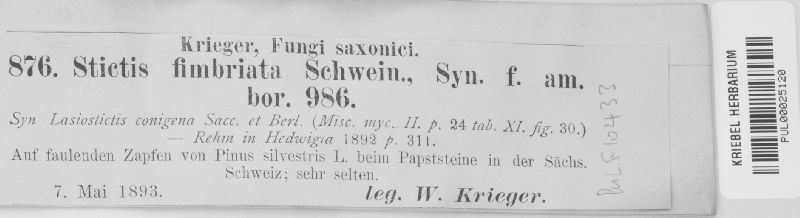 Krieger, Fungi saxonici.
876. Stictis fimbriata Schwein., Syn. f. am.
bor. 986.
Syn Lasiostictis conigena Sacc. et Berl. (Misc. myc. II. p. 24 tab. XI. fig. 30.)
— Rehm in Hedwigia 1892 p. 311.
Auf faulenden Zapfen von Pinus silvestris L. beim Papststeine in der Sächs.
Schweiz; sehr selten.
7. Mai 1893.
leg. W. Krieger.
Pul F10433
KRIEBEL HERBARIUM
PUL00025120